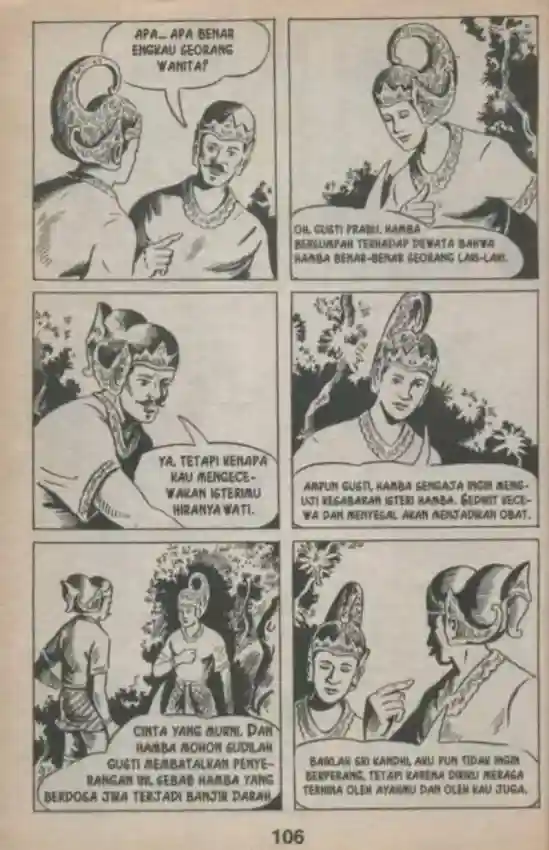 APA... APA BENAR
ENGKAU SEORANG
WANITA?
OH, GUSTI PRABU, HAMBA
BERSUMPAH TERHADAP DEWATA BAHWA
HAMBA BENAR-BENAR SEORANG LAKI-LAKI.
YA, TETAPI KENAPA
KAU MENGECE-
WAKAN ISTERIMU
HIRANYAWATI.
AMPUN GUSTI, HAMBA SENGAJA INGIN MENG-
UJI KESABARAN ISTERI HAMBA. SEDIKIT KECE-
WA DAN MENYESAL AKAN MENJADIKAN OBAT.
CINTA YANG MURNI. DAN
HAMBA MOHON SUDILAH
GUSTI MEMBATALKAN PENYE-
RANGAN INI, SEBAB HAMBA YANG
BERDOSA JIKA TERJADI BANJIR DARAH
BAIKLAH SRI KANDHI, AKU PUN TIDAK INGIN
BERPERANG, TETAPI KARENA DIRIKU MERASA
TERHINA OLEH AYAHMU DAN OLEH KAU JUGA.
106